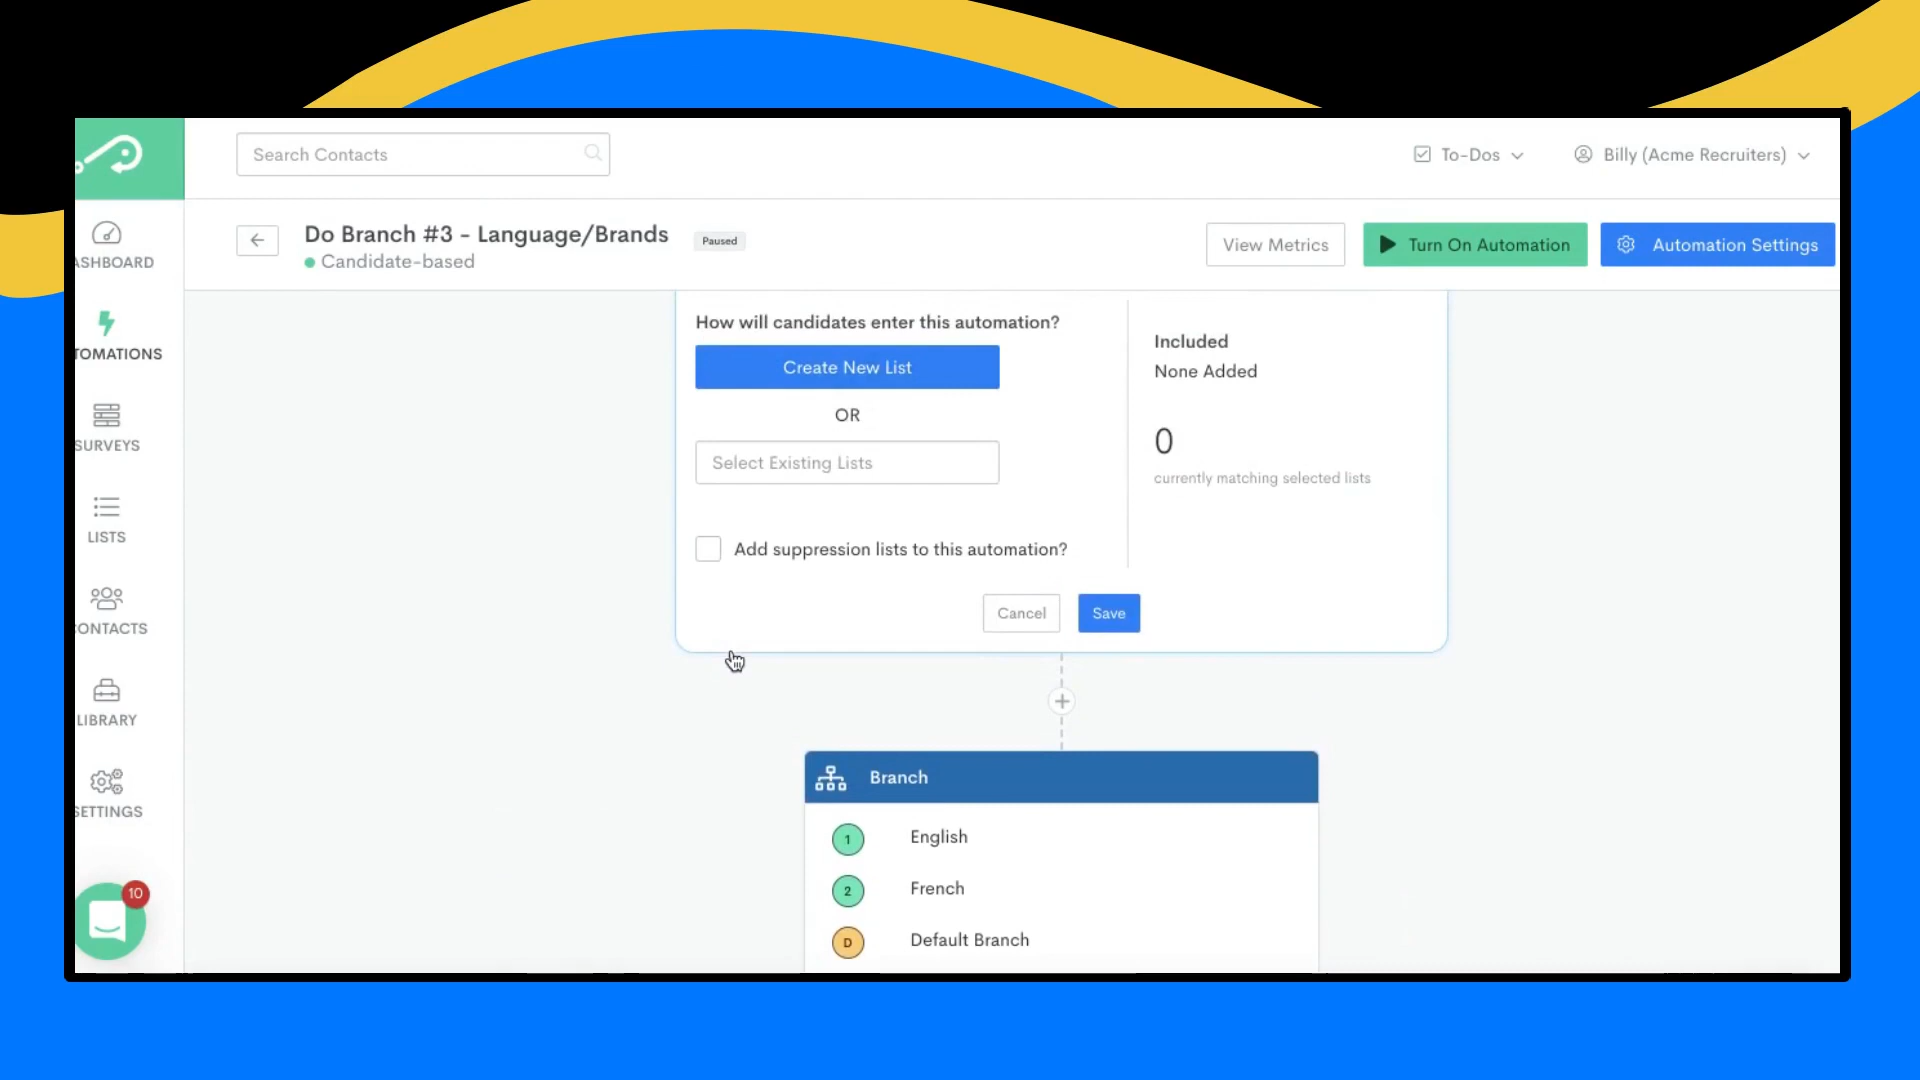 Search Contacts
To-Dos
Billy (Acme Recruiters)
Do Branch #3 - Language/Brands
Paused
Candidate-based
View Metrics
Turn On Automation
Automation Settings
ASHBOARD
TOMATIONS
SURVEYS
LISTS
ONTACTS
LIBRARY
SETTINGS
10
How will candidates enter this automation?
Create New List
OR
Select Existing Lists
Add suppression lists to this automation?
Included
None Added
0
currently matching selected lists
Cancel
Save
Branch
1 English
2 French
D Default Branch